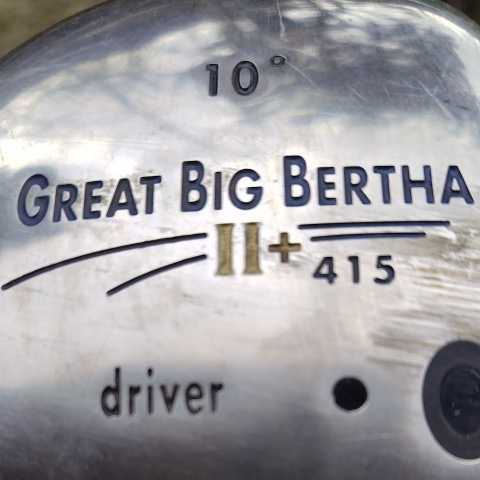 10°
GREAT BIG BERTHA
II+ 415
driver